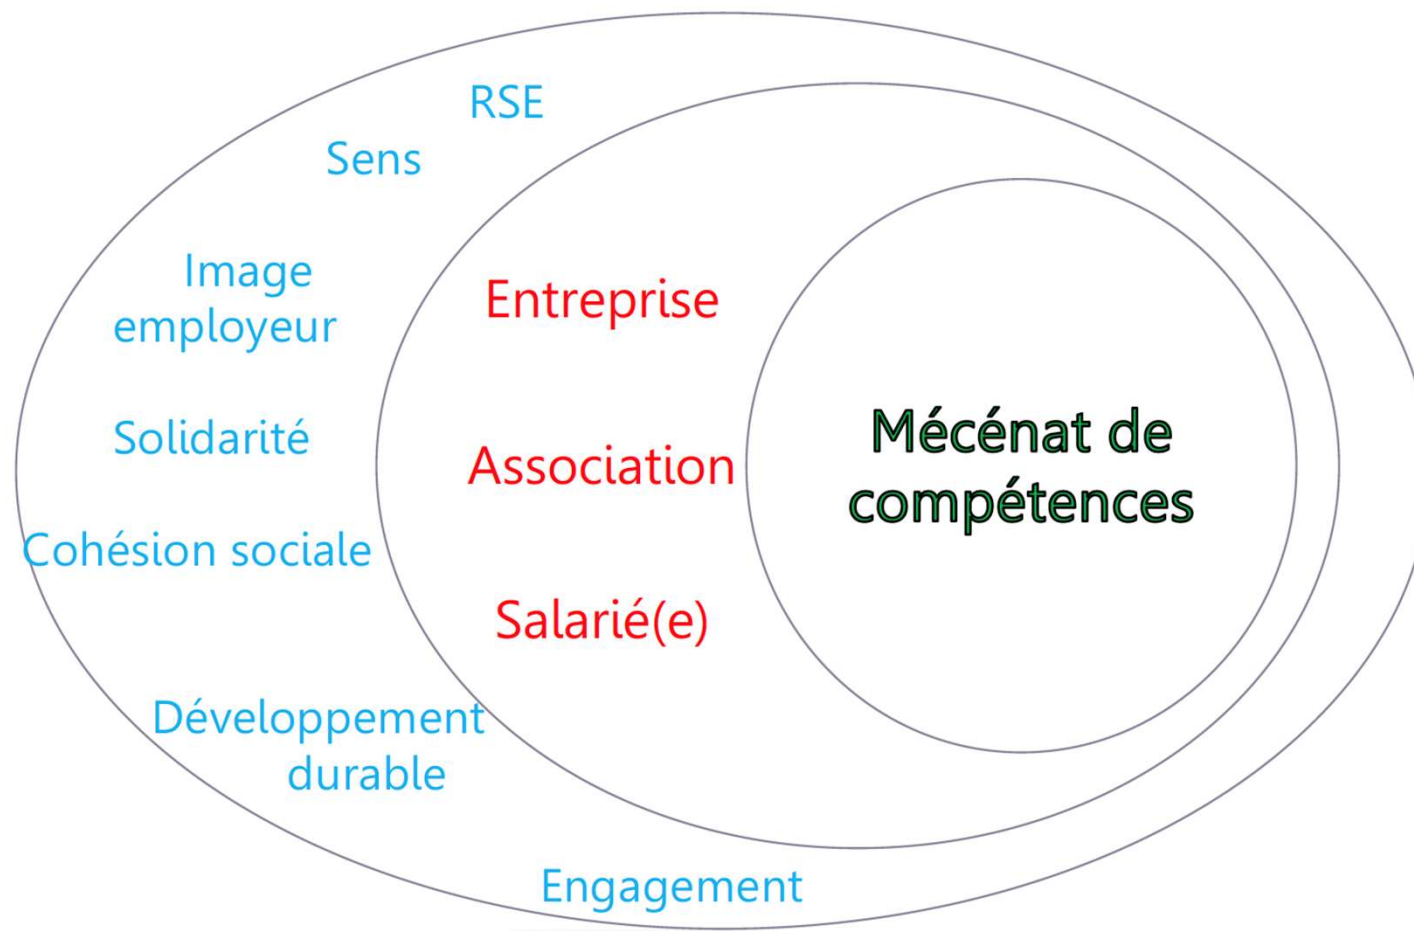 RSE
Sens
Image
employeur
Solidarité
Cohésion sociale
Développement
durable
Engagement
Entreprise
Association
Salarié(e)
Mécénat de
compétences